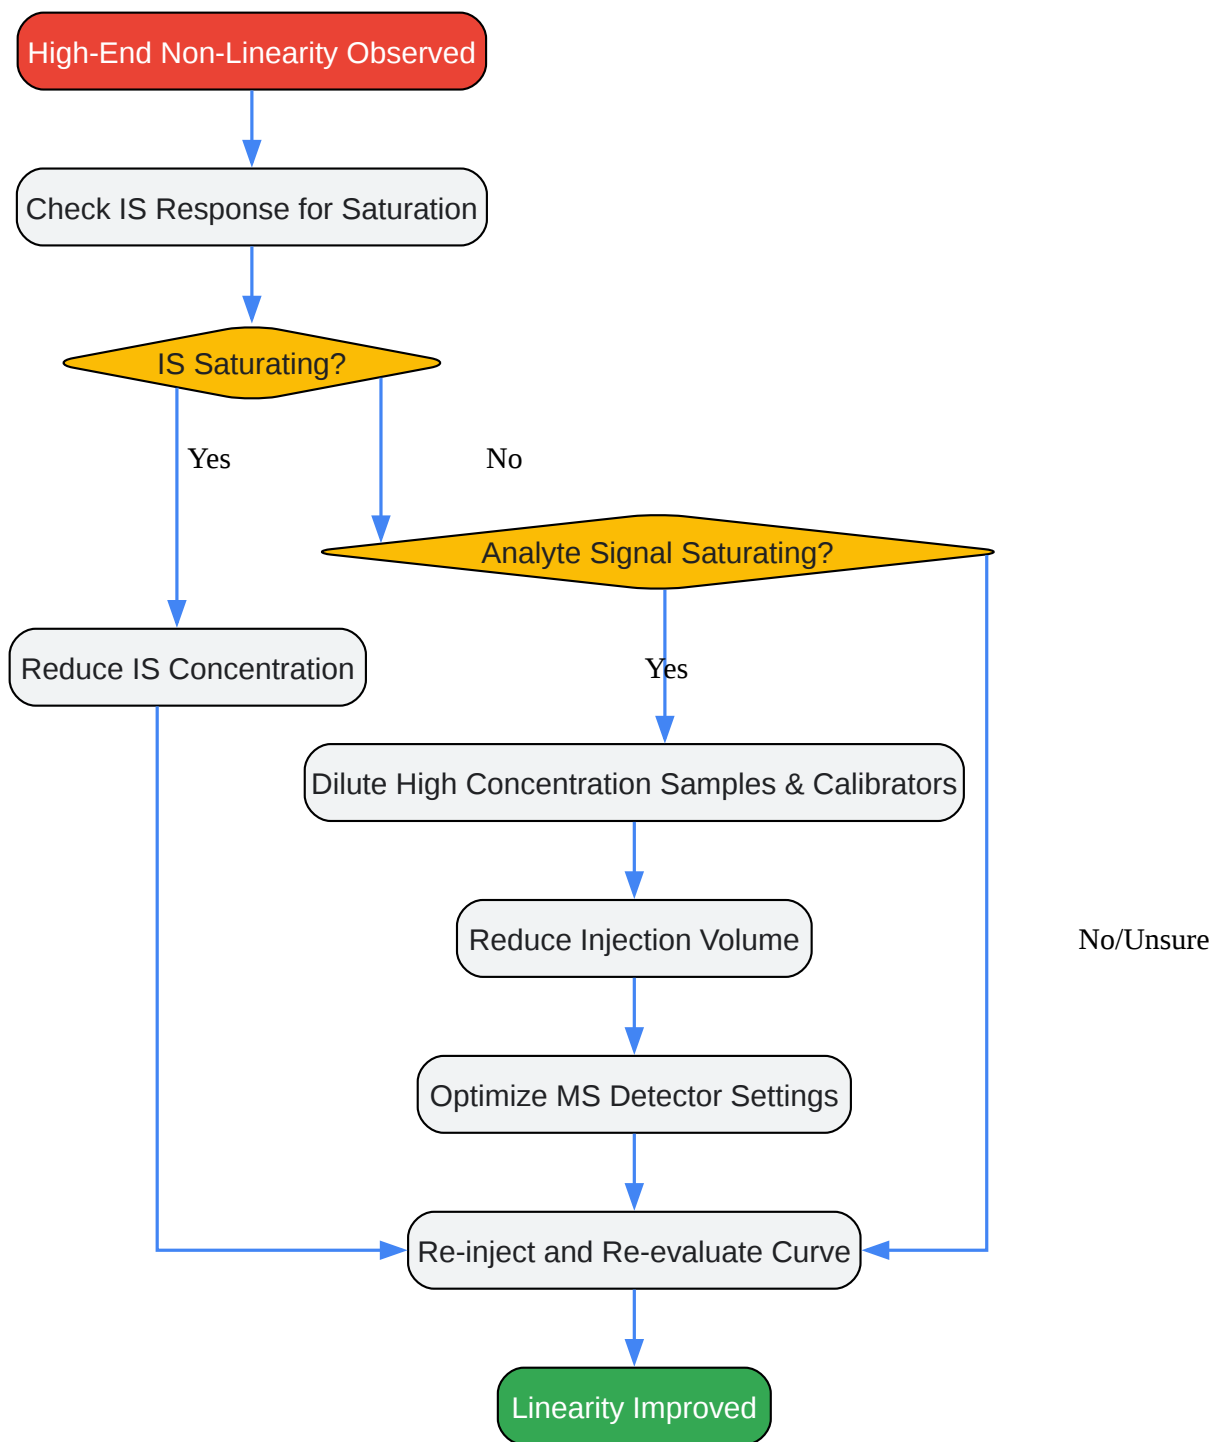 High-End Non-Linearity Observed
Check IS Response for Saturation
IS Saturating?
Yes
No
Analyte Signal Saturating?
Reduce IS Concentration
Yes
Dilute High Concentration Samples & Calibrators
Reduce Injection Volume
No/Unsure
Optimize MS Detector Settings
Re-inject and Re-evaluate Curve
Linearity Improved